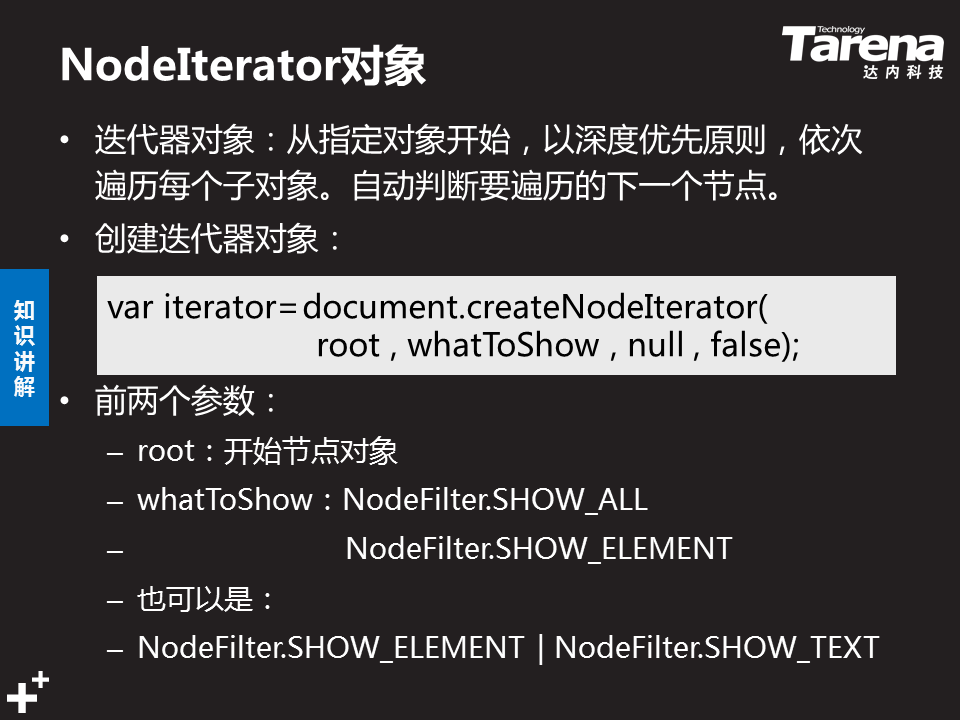 NodeIterator对象
Technology
Tarena
达内科技
• 迭代器对象：从指定对象开始，以深度优先原则，依次
遍历每个子对象。自动判断要遍历的下一个节点。
• 创建迭代器对象：
var iterator=document.createNodeIterator(
root , whatToShow , null , false);
知识讲解
• 前两个参数：
– root：开始节点对象
– whatToShow：NodeFilter.SHOW_ALL
– NodeFilter.SHOW_ELEMENT
– 也可以是：
– NodeFilter.SHOW_ELEMENT | NodeFilter.SHOW_TEXT